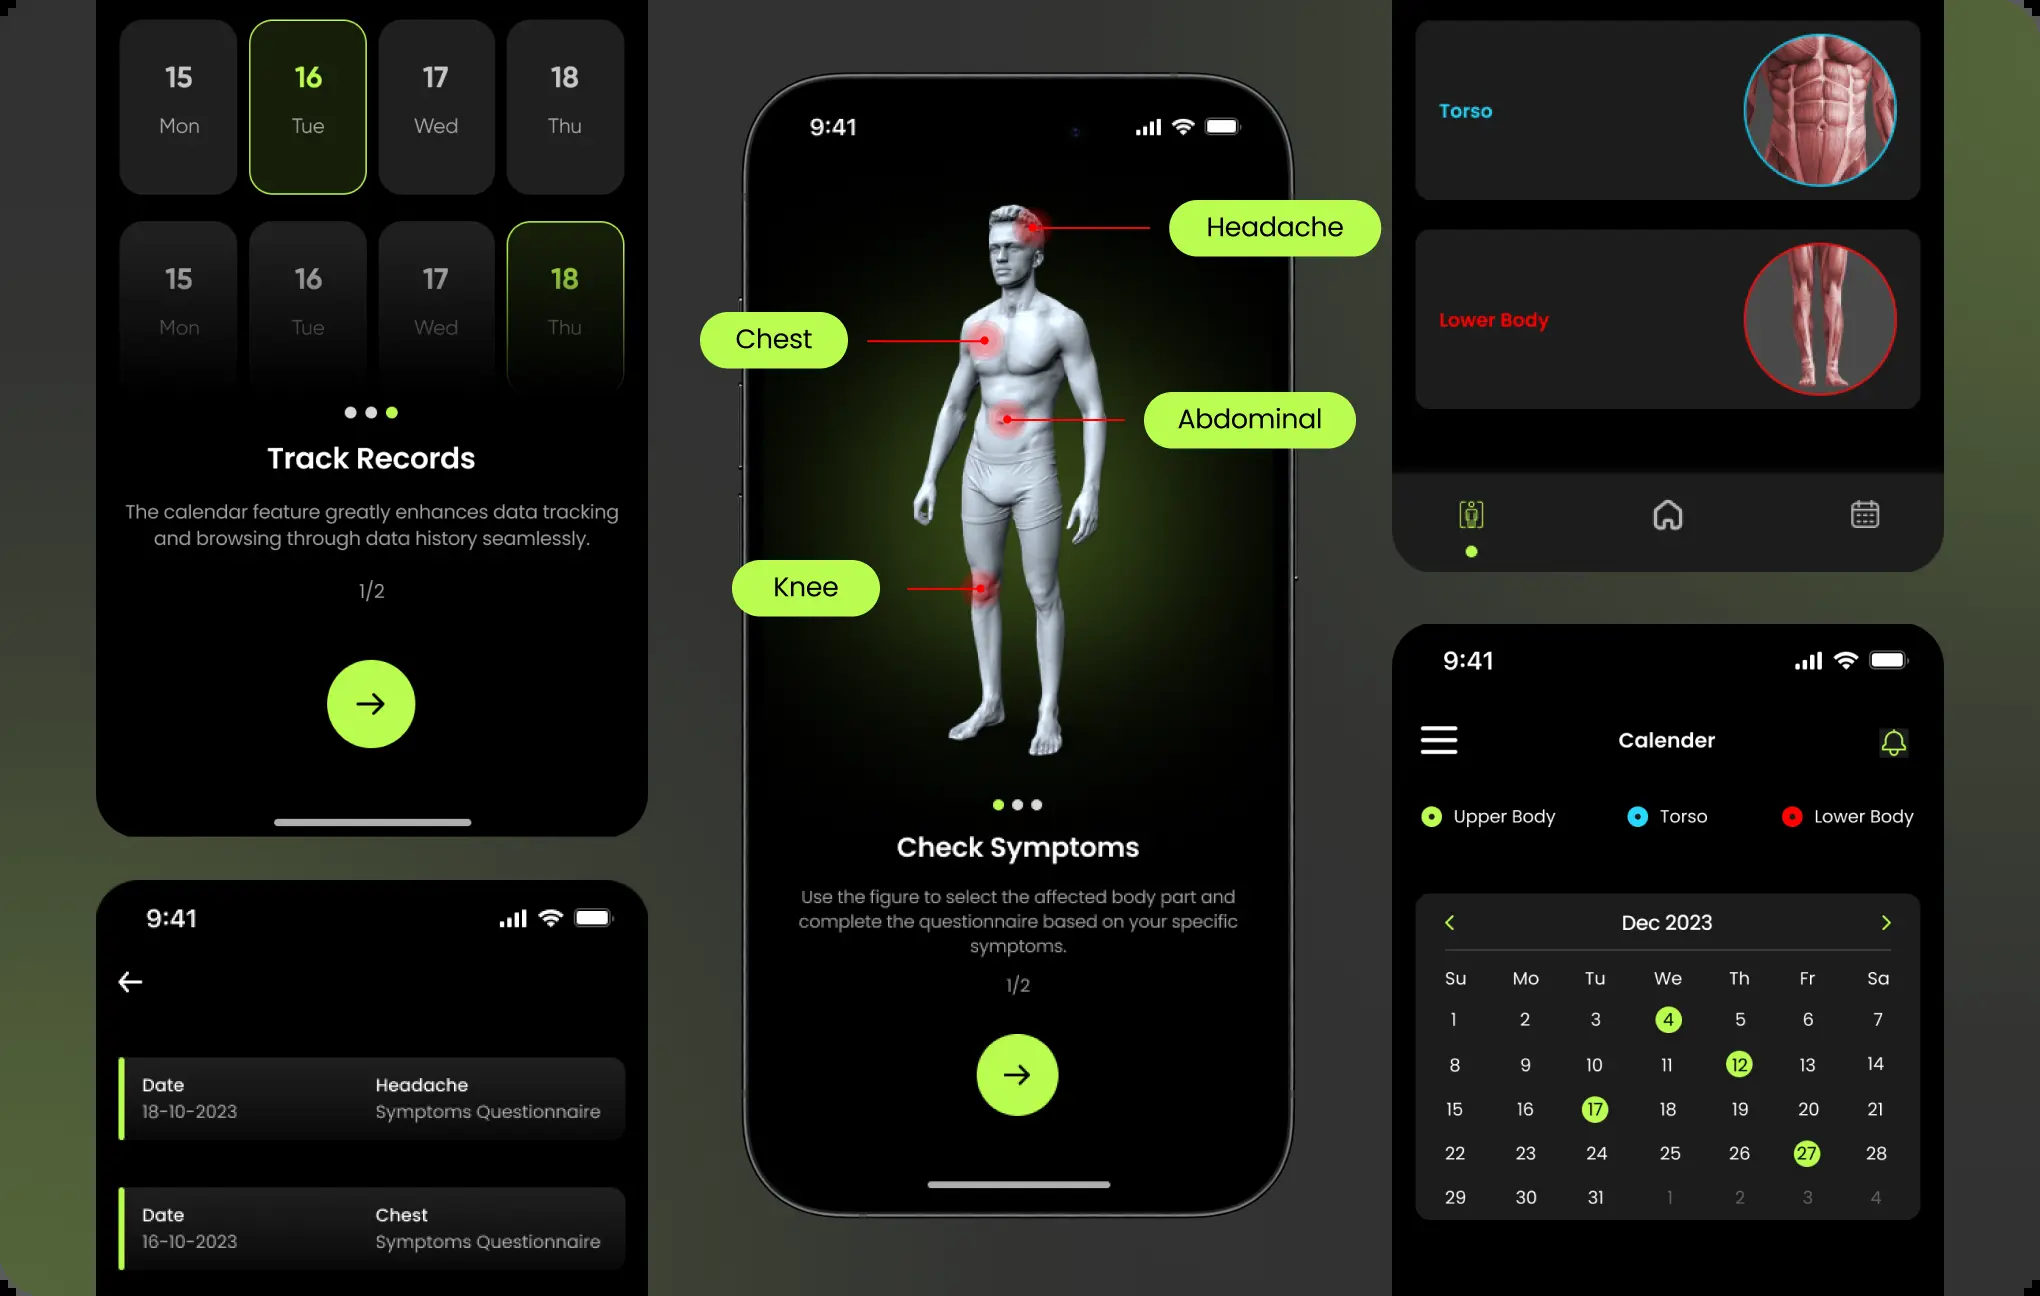 15
16
17
18
Mon
Tue
Wed
Thu
15
16
17
18
Mon
Tue
Wed
Thu
Track Records
The calendar feature greatly enhances data tracking
and browsing through data history seamlessly.
1/2
9:41
Date
Headache
18-10-2023
Symptoms Questionnaire
Date
Chest
16-10-2023
Symptoms Questionnaire
9:41
Headache
Chest
Abdominal
Knee
Check Symptoms
Use the figure to select the affected body part and
complete the questionnaire based on your specific
symptoms.
1/2
Torso
Lower Body
9:41
Calender
Upper Body
Torso
Lower Body
Dec 2023
Su Mo Tu We Th Fr Sa
1 2 3 4 5 6 7
8 9 10 11 12 13 14
15 16 17 18 19 20 21
22 23 24 25 26 27 28
29 30 31 1 2 3 4